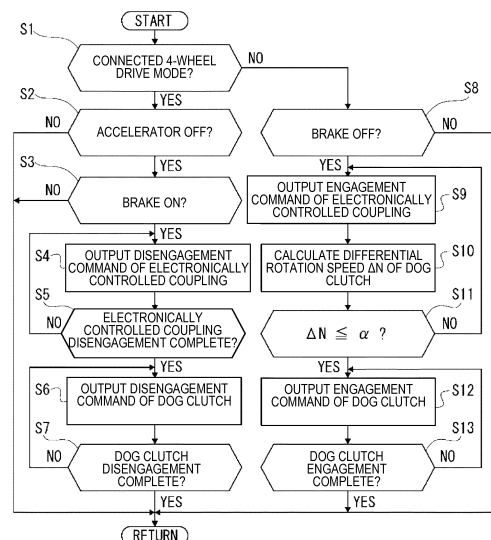 START
S1
CONNECTED 4-WHEEL
DRIVE MODE?
NO
YES
S2
ACCELERATOR OFF?
NO
YES
S3
BRAKE ON?
NO
YES
S4
OUTPUT DISENGAGEMENT
COMMAND OF ELECTRONICALLY
CONTROLLED COUPLING
S5
ELECTRONICALLY
CONTROLLED COUPLING
DISENGAGEMENT COMPLETE?
NO
YES
S6
OUTPUT DISENGAGEMENT
COMMAND OF DOG CLUTCH
S7
DOG CLUTCH
DISENGAGEMENT
COMPLETE?
NO
YES
S8
BRAKE OFF?
NO
YES
S9
OUTPUT ENGAGEMENT
COMMAND OF ELECTRONICALLY
CONTROLLED COUPLING
S10
CALCULATE DIFFERENTIAL
ROTATION SPEED ΔN OF DOG
CLUTCH
S11
ΔN ≦ α ?
NO
YES
S12
OUTPUT ENGAGEMENT
COMMAND OF DOG CLUTCH
S13
DOG CLUTCH
ENGAGEMENT
COMPLETE?
NO
YES
RETURN